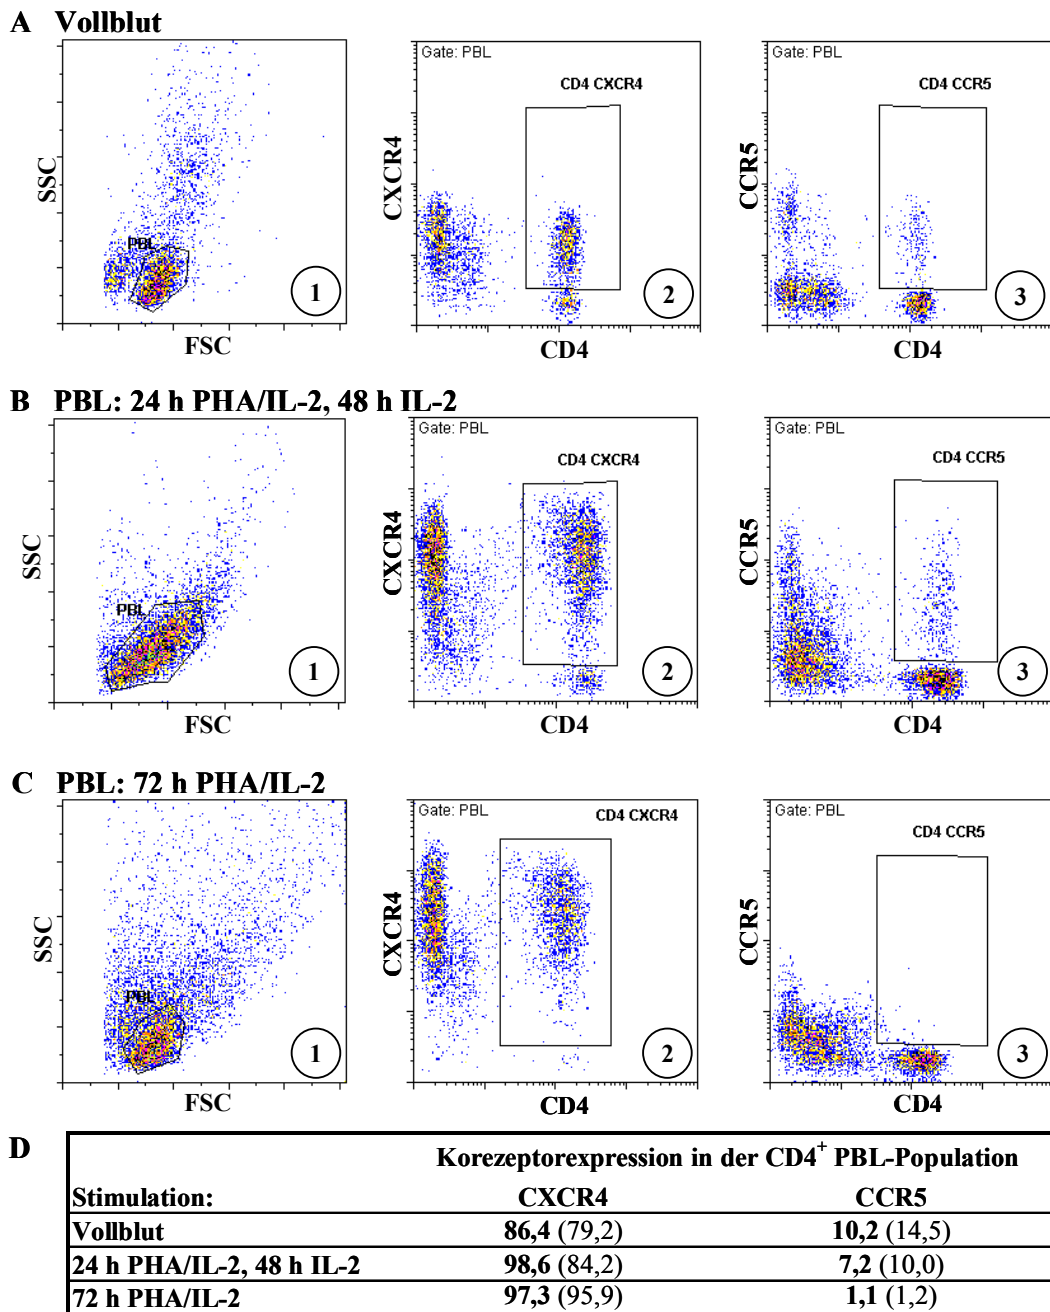 A Vollblut
SSC
PBL
1
FSC
Gate: PBL
CD4 CXCR4
CXCR4
2
CD4
Gate: PBL
CD4 CCR5
CCR5
3
CD4
B PBL: 24 h PHA/IL-2, 48 h IL-2
SSC
PBL
1
FSC
Gate: PBL
CD4 CXCR4
CXCR4
2
CD4
Gate: PBL
CD4 CCR5
CCR5
3
CD4
C PBL: 72 h PHA/IL-2
SSC
PBL
1
FSC
Gate: PBL
CD4 CXCR4
CXCR4
2
CD4
Gate: PBL
CD4 CCR5
CCR5
3
CD4
D
Korezeptorexpression in der CD4⁺ PBL-Population
Stimulation: CXCR4 CCR5
Vollblut 86,4 (79,2) 10,2 (14,5)
24 h PHA/IL-2, 48 h IL-2 98,6 (84,2) 7,2 (10,0)
72 h PHA/IL-2 97,3 (95,9) 1,1 (1,2)